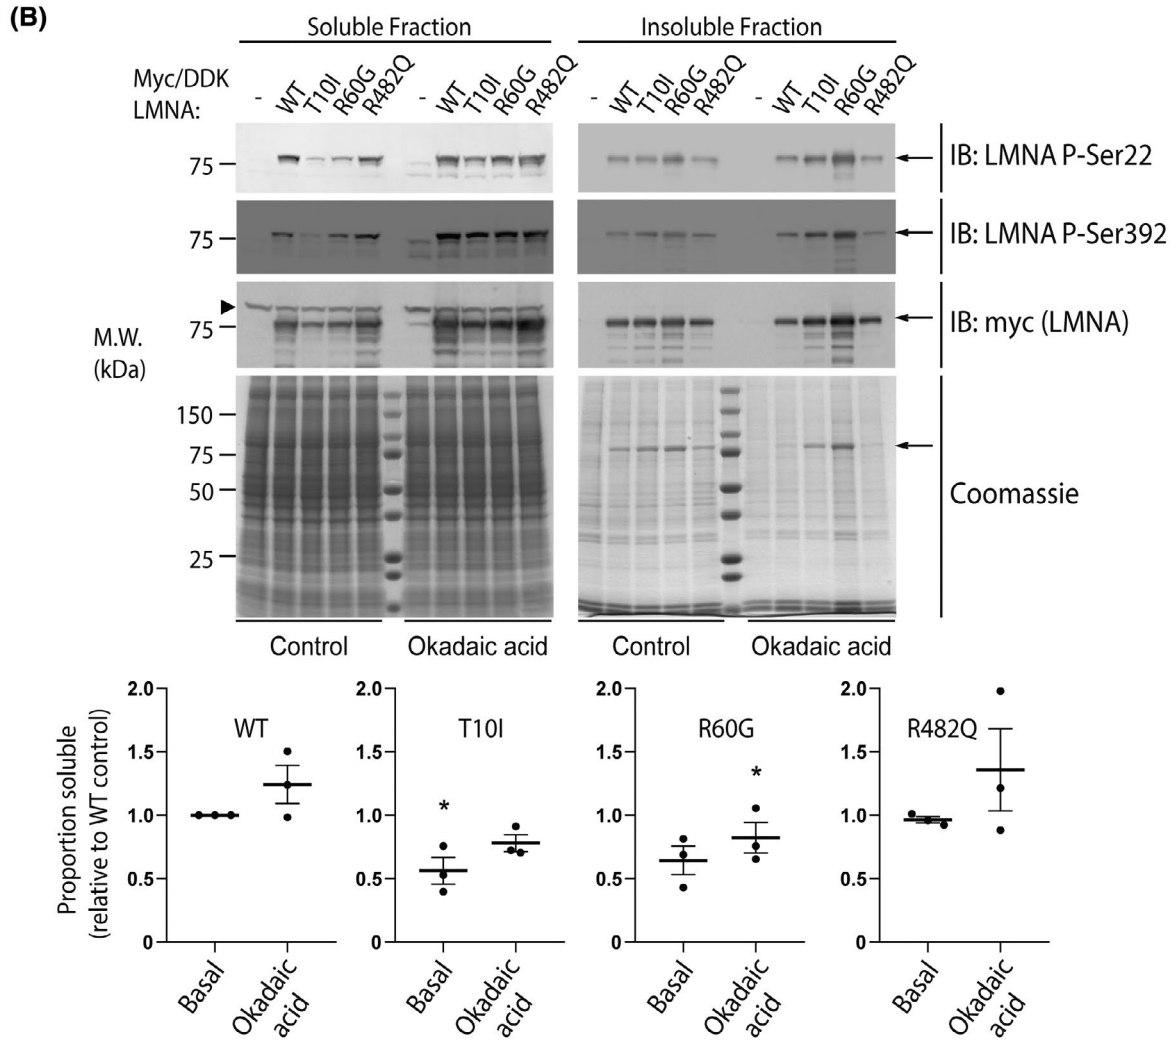 (B)
Soluble Fraction
Insoluble Fraction
Myc/DDK
LMNA:
- WT T10I R60G R482Q - WT T10I R60G R482Q
- WT T10I R60G R482Q - WT T10I R60G R482Q
75
IB: LMNA P-Ser22
75
IB: LMNA P-Ser392
75
IB: myc (LMNA)
M.W.
(kDa)
150
75
50
25
Coomassie
Control
Okadaic acid
Control
Okadaic acid
Proportion soluble
(relative to WT control)
2.0
1.5
1.0
0.5
0
WT
Basal
Okadaic
acid
2.0
1.5
1.0
0.5
0
T10I
*
Basal
Okadaic
acid
2.0
1.5
1.0
0.5
0
R60G
*
Basal
Okadaic
acid
2.0
1.5
1.0
0.5
0
R482Q
Basal
Okadaic
acid